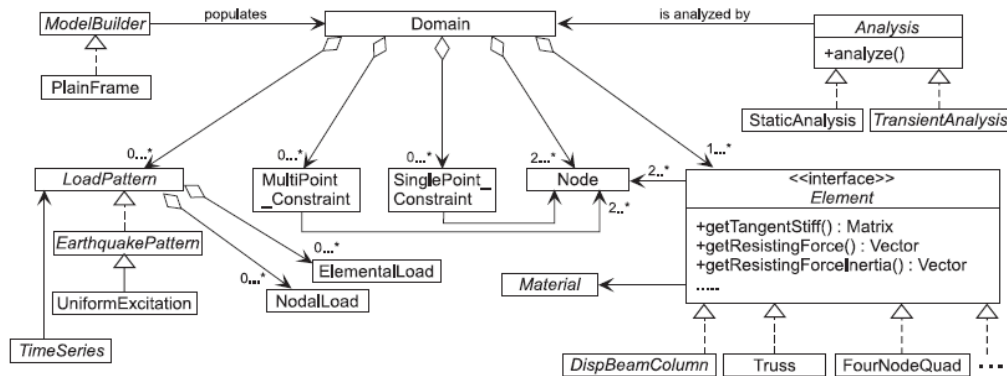 ModelBuilder
populates
Domain
is analyzed by
Analysis
+analyze()
PlainFrame
StaticAnalysis
TransientAnalysis
0...*
0...*
0...*
2...*
1...*
LoadPattern
MultiPoint
_Constraint
SinglePoint_
Constraint
Node
2..*
2..*
<<interface>>
Element
+getTangentStiff() : Matrix
+getResistingForce() : Vector
+getResistingForceInertia() : Vector
.....
EarthquakePattern
0...*
ElementalLoad
UniformExcitation
0...*
NodalLoad
Material
TimeSeries
DispBeamColumn
Truss
FourNodeQuad
....